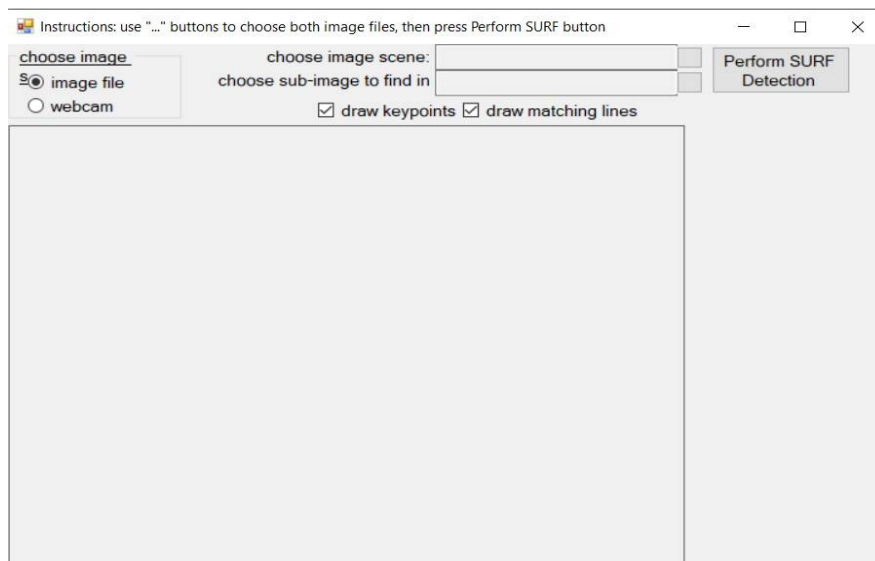 Instructions: use "..." buttons to choose both image files, then press Perform SURF button
choose image
s
image file
webcam
choose image scene:
choose sub-image to find in
draw keypoints
draw matching lines
Perform SURF
Detection